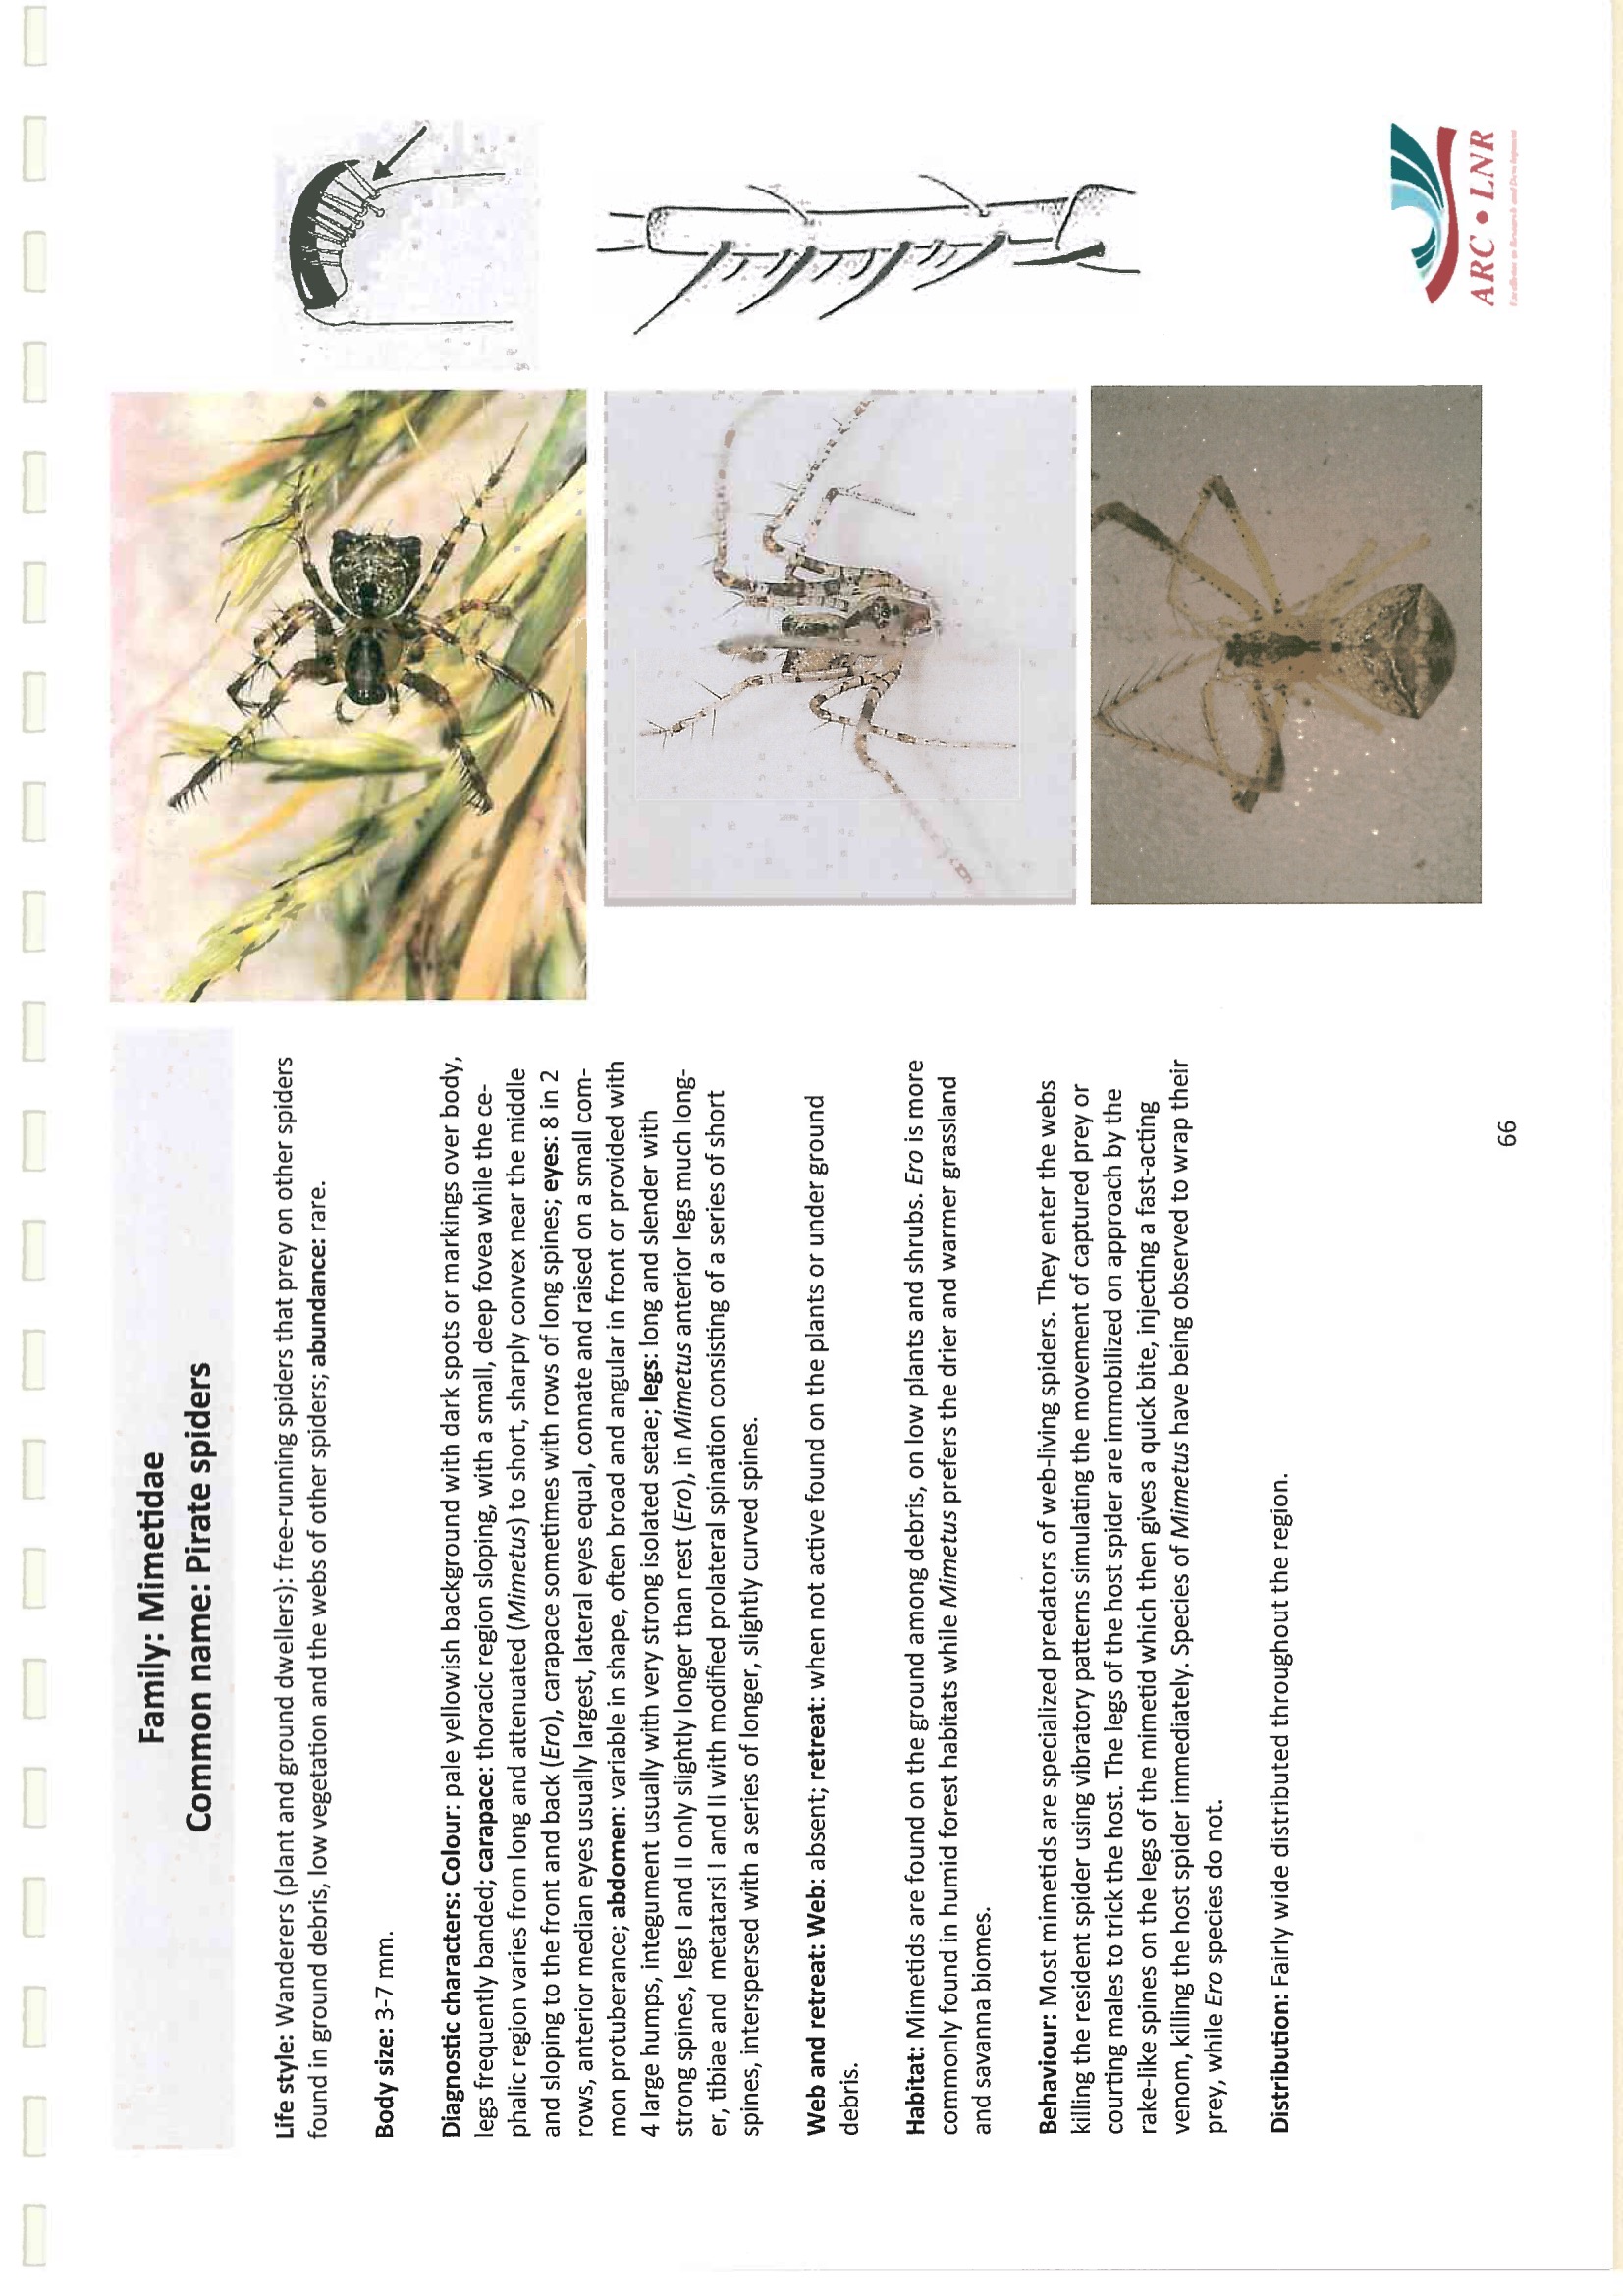 Family: Mimetidae
Common name: Pirate spiders
Life style: Wanderers (plant and ground dwellers): free-running spiders that prey on other spiders
found in ground debris, low vegetation and the webs of other spiders; abundance: rare.
Body size: 3-7 mm.
Diagnostic characters: Colour: pale yellowish background with dark spots or markings over body,
legs frequently banded; carapace: thoracic region sloping, with a small, deep fovea while the ce-
phalic region varies from long and attenuated (Mimetus) to short, sharply convex near the middle
and sloping to the front and back (Ero), carapace sometimes with rows of long spines; eyes: 8 in 2
rows, anterior median eyes usually largest, lateral eyes equal, connate and raised on a small com-
mon protuberance; abdomen: variable in shape, often broad and angular in front or provided with
4 large humps, integument usually with very strong isolated setae; legs: long and slender with
strong spines, legs I and II only slightly longer than rest (Ero), in Mimetus anterior legs much long-
er, tibiae and metatarsi I and II with modified prolateral spination consisting of a series of short
spines, interspersed with a series of longer, slightly curved spines.
Web and retreat: Web: absent; retreat: when not active found on the plants or under ground
debris.
Habitat: Mimetids are found on the ground among debris, on low plants and shrubs. Ero is more
commonly found in humid forest habitats while Mimetus prefers the drier and warmer grassland
and savanna biomes.
Behaviour: Most mimetids are specialized predators of web-living spiders. They enter the webs
killing the resident spider using vibratory patterns simulating the movement of captured prey or
courting males to trick the host. The legs of the host spider are immobilized on approach by the
rake-like spines on the legs of the mimetid which then gives a quick bite, injecting a fast-acting
venom, killing the host spider immediately. Species of Mimetus have being observed to wrap their
prey, while Ero species do not.
Distribution: Fairly wide distributed throughout the region.
66
ARC • LNR
Excellence in Research and Development